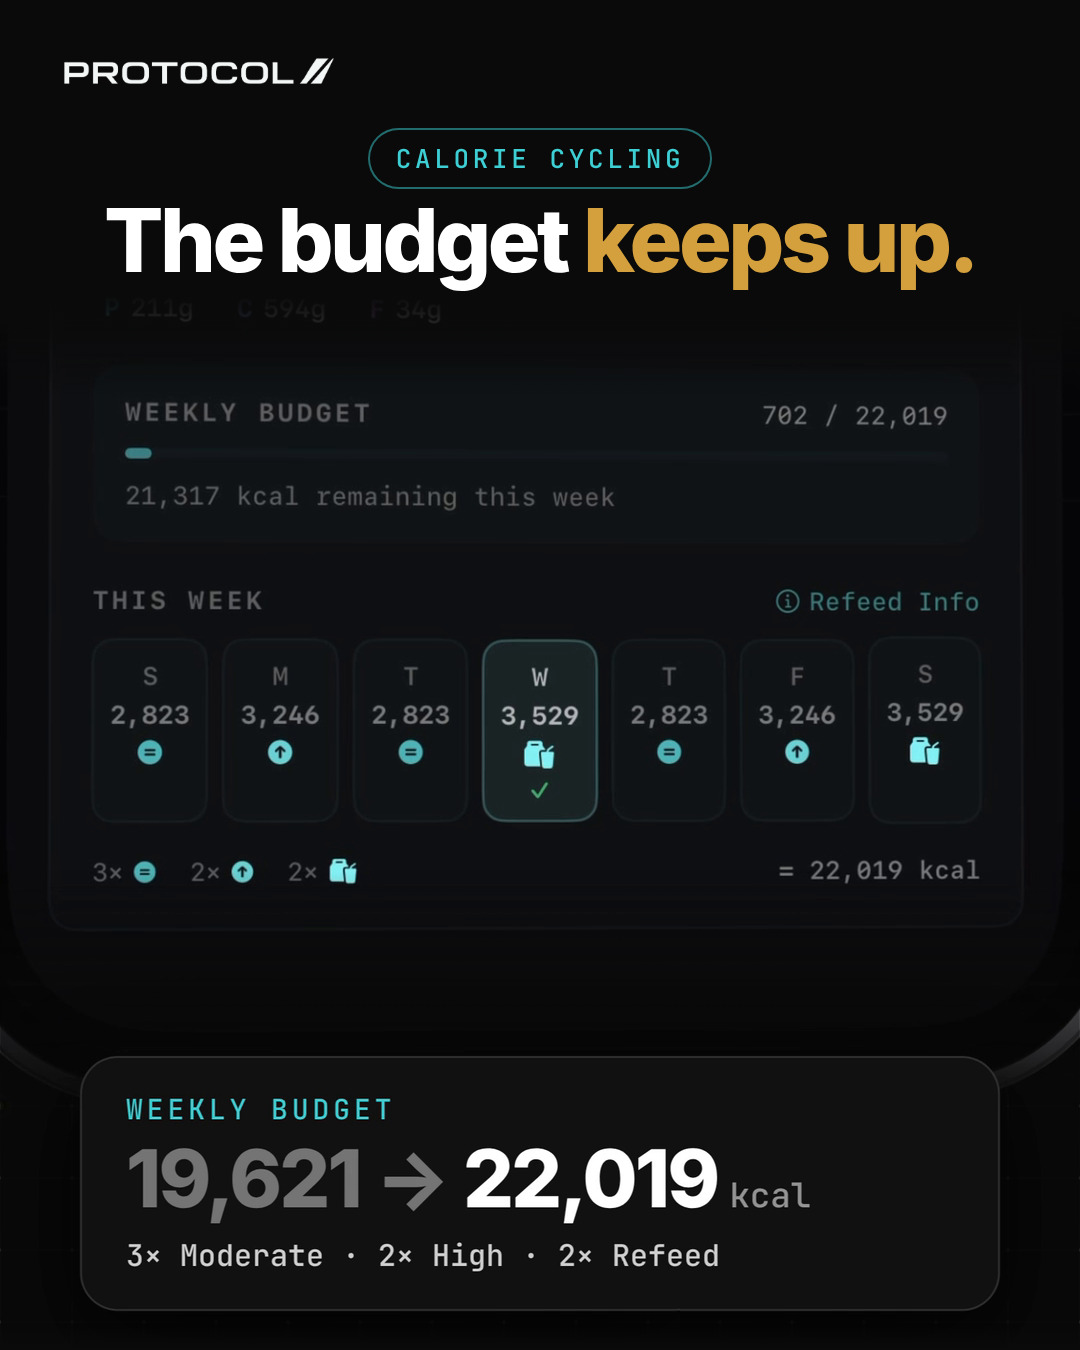 PROTOCOL
CALORIE CYCLING
The budget keeps up.
P 211g C 594g F 34g
WEEKLY BUDGET 702 / 22,019
21,317 kcal remaining this week
THIS WEEK Refeed Info
S M T W T F S
2,823 3,246 2,823 3,529 2,823 3,246 3,529
3× 2× 2× = 22,019 kcal
WEEKLY BUDGET
19,621 → 22,019 kcal
3× Moderate · 2× High · 2× Refeed